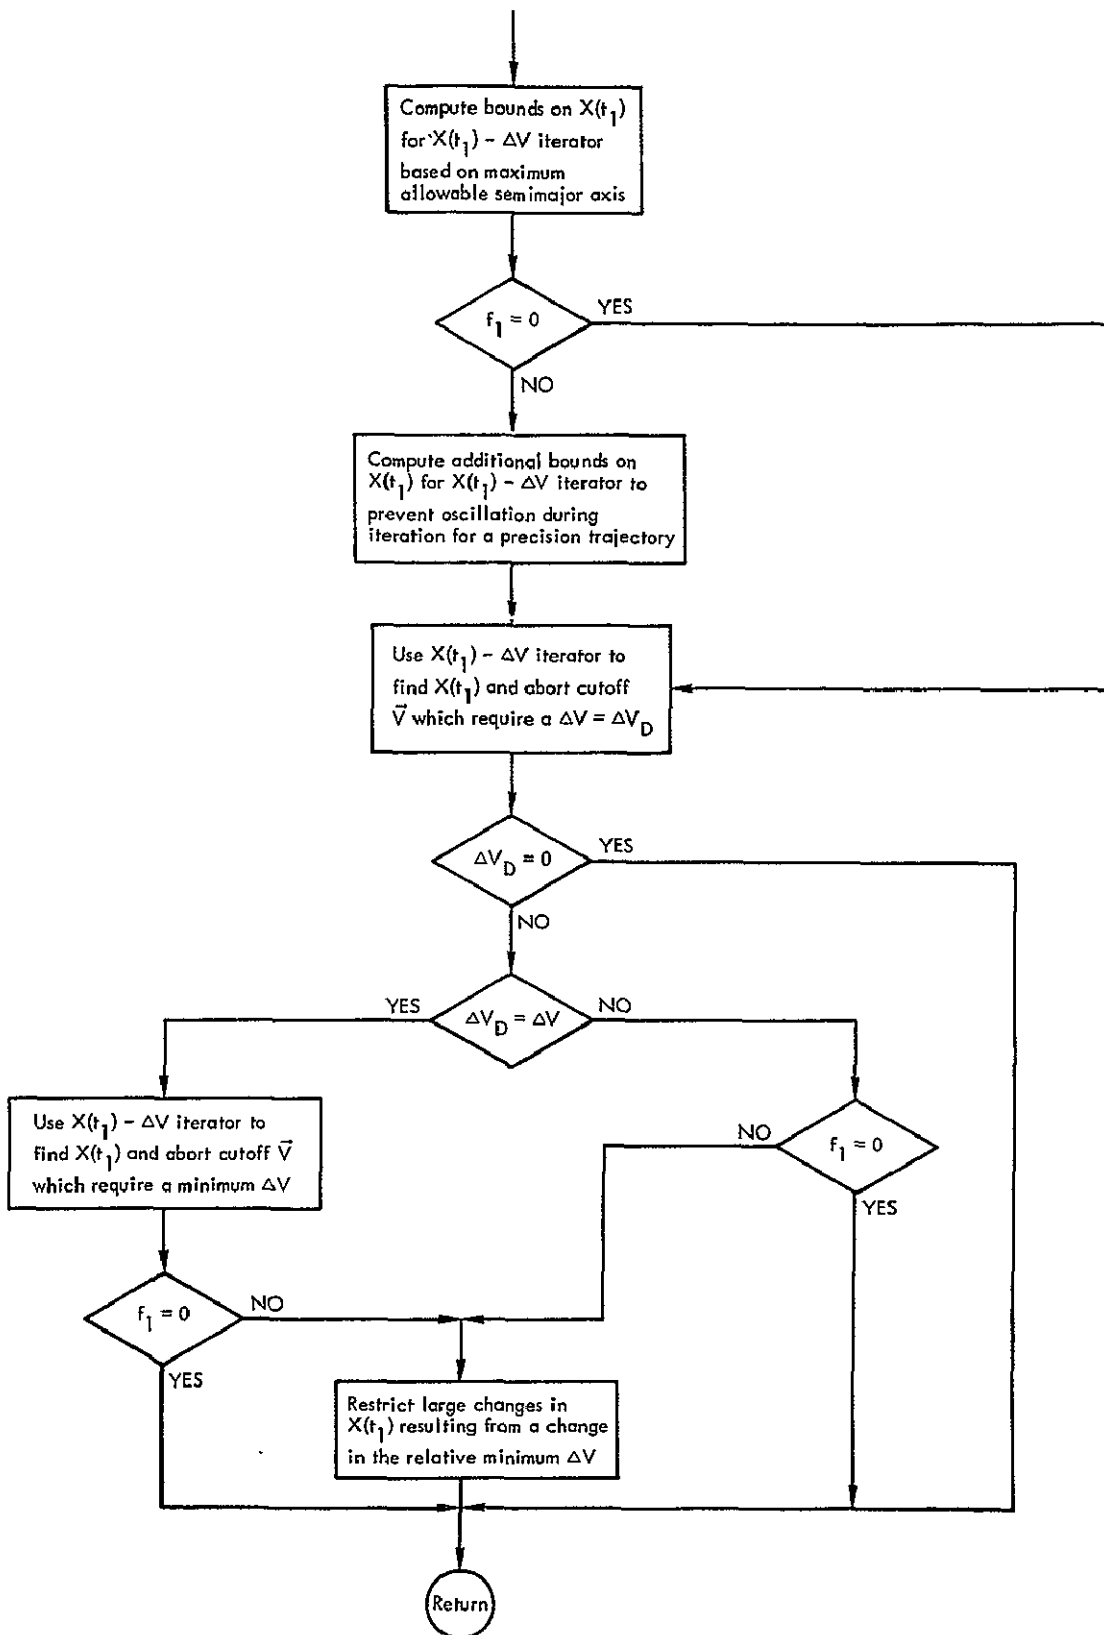 Compute bounds on X(t₁)
for X(t₁) – ΔV iterator
based on maximum
allowable semimajor axis
f₁ = 0
YES
NO
Compute additional bounds on
X(t₁) for X(t₁) – ΔV iterator to
prevent oscillation during
iteration for a precision trajectory
Use X(t₁) – ΔV iterator to
find X(t₁) and abort cutoff
V⃗ which require a ΔV = ΔV_D
ΔV_D = 0
YES
NO
YES
ΔV_D = ΔV
NO
Use X(t₁) – ΔV iterator to
find X(t₁) and abort cutoff V⃗
which require a minimum ΔV
NO
f₁ = 0
YES
f₁ = 0
NO
YES
Restrict large changes in
X(t₁) resulting from a change
in the relative minimum ΔV
Return